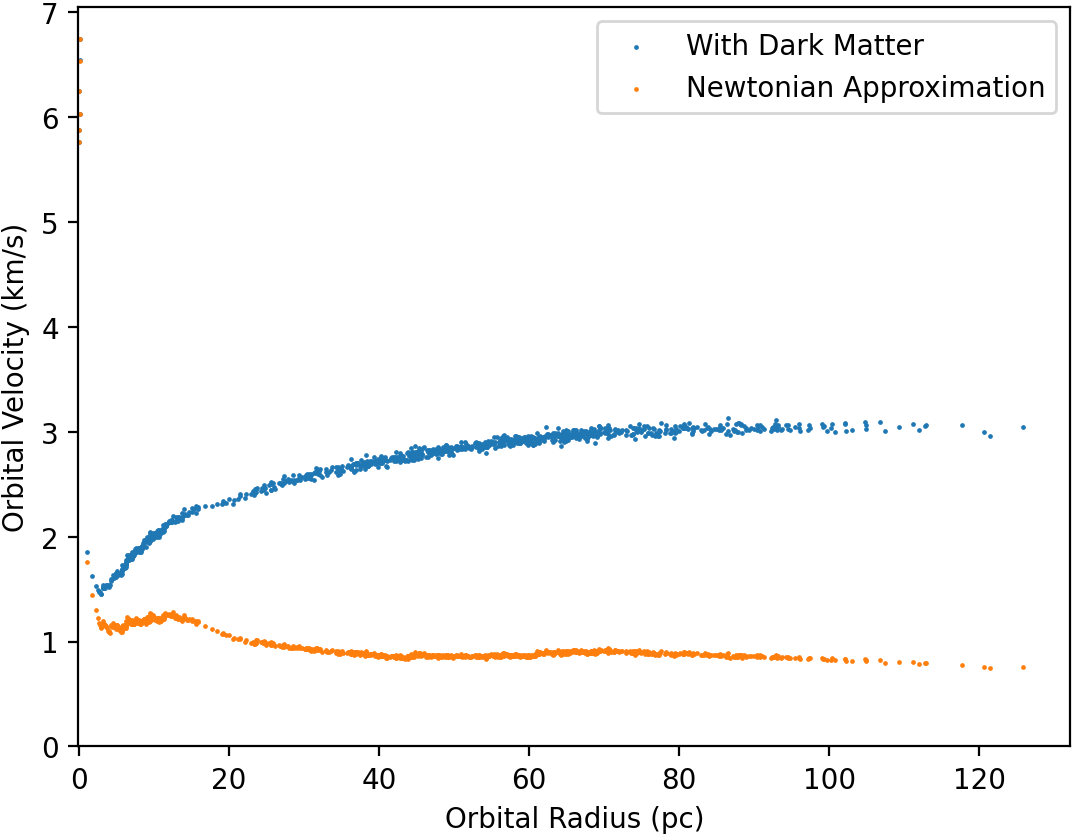 7
6
5
4
3
2
1
0
Orbital Velocity (km/s)
With Dark Matter
Newtonian Approximation
0 20 40 60 80 100 120
Orbital Radius (pc)